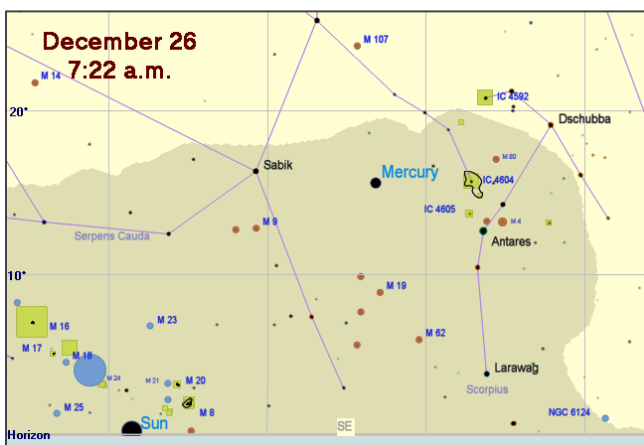 December 26
7:22 a.m.
M 107
M 14
IC 4592
20°
Dschubba
M 80
Sabik
Mercury
IC 4604
IC 4605
M 4
M 9
Serpens Cauda
Antares
10°
M 19
M 16
M 23
M 17
M 18
M 62
M 24
M 21
M 20
Larawag
Scorpius
M 25
M 8
NGC 6124
Sun
SE
Horizon